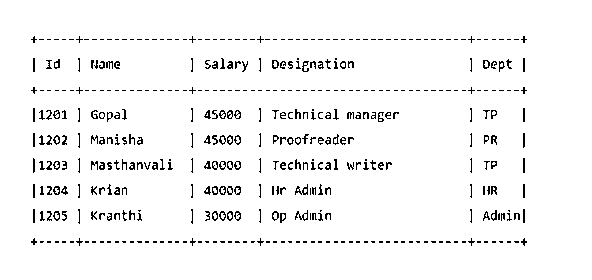 +-----+--------------+--------+---------------------------+------+
| Id | Name | Salary | Designation | Dept |
+-----+--------------+--------+---------------------------+------+
|1201 | Gopal | 45000 | Technical manager | TP |
|1202 | Manisha | 45000 | Proofreader | PR |
|1203 | Masthanvali | 40000 | Technical writer | TP |
|1204 | Krian | 40000 | Hr Admin | HR |
|1205 | Kranthi | 30000 | Op Admin | Admin|
+-----+--------------+--------+---------------------------+------+